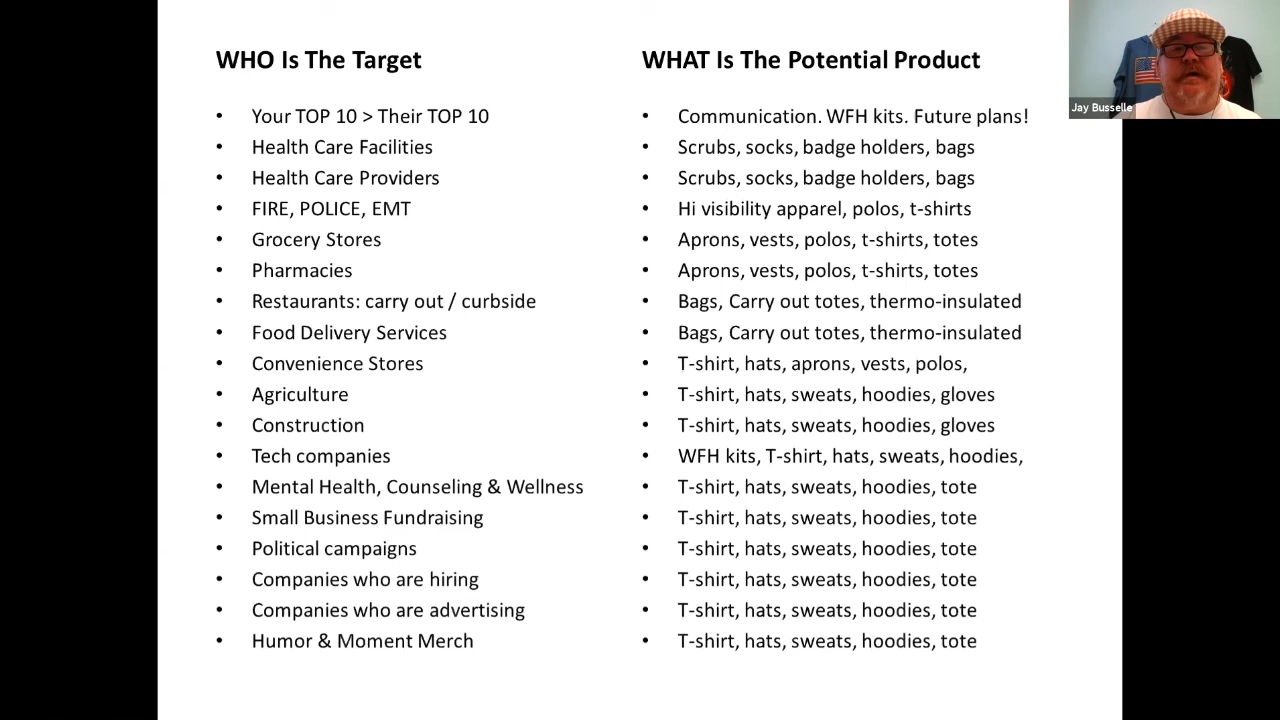 WHO Is The Target
• Your TOP 10 > Their TOP 10
• Health Care Facilities
• Health Care Providers
• FIRE, POLICE, EMT
• Grocery Stores
• Pharmacies
• Restaurants: carry out / curbside
• Food Delivery Services
• Convenience Stores
• Agriculture
• Construction
• Tech companies
• Mental Health, Counseling & Wellness
• Small Business Fundraising
• Political campaigns
• Companies who are hiring
• Companies who are advertising
• Humor & Moment Merch
WHAT Is The Potential Product
• Communication. WFH kits. Future plans!
• Scrubs, socks, badge holders, bags
• Scrubs, socks, badge holders, bags
• Hi visibility apparel, polos, t-shirts
• Aprons, vests, polos, t-shirts, totes
• Aprons, vests, polos, t-shirts, totes
• Bags, Carry out totes, thermo-insulated
• Bags, Carry out totes, thermo-insulated
• T-shirt, hats, aprons, vests, polos,
• T-shirt, hats, sweats, hoodies, gloves
• T-shirt, hats, sweats, hoodies, gloves
• WFH kits, T-shirt, hats, sweats, hoodies,
• T-shirt, hats, sweats, hoodies, tote
• T-shirt, hats, sweats, hoodies, tote
• T-shirt, hats, sweats, hoodies, tote
• T-shirt, hats, sweats, hoodies, tote
• T-shirt, hats, sweats, hoodies, tote
• T-shirt, hats, sweats, hoodies, tote
Jay Busselle